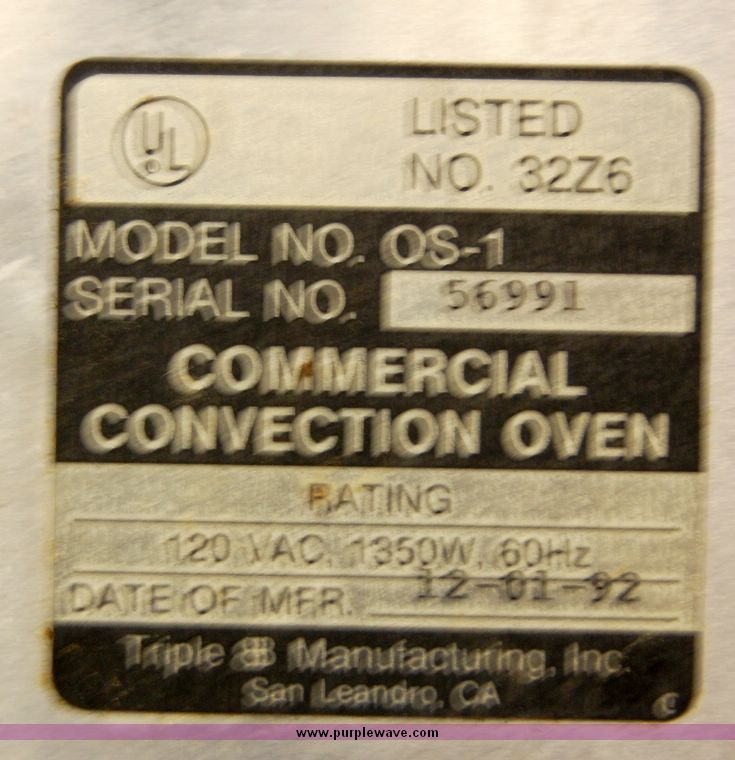 UL
LISTED
NO. 32Z6
MODEL NO. OS-1
SERIAL NO. 56991
COMMERCIAL
CONVECTION OVEN
RATING
120 VAC, 1350W, 60Hz
DATE OF MFR. 12-01-92
Triple B Manufacturing, Inc.
San Leandro, CA
www.purplewave.com